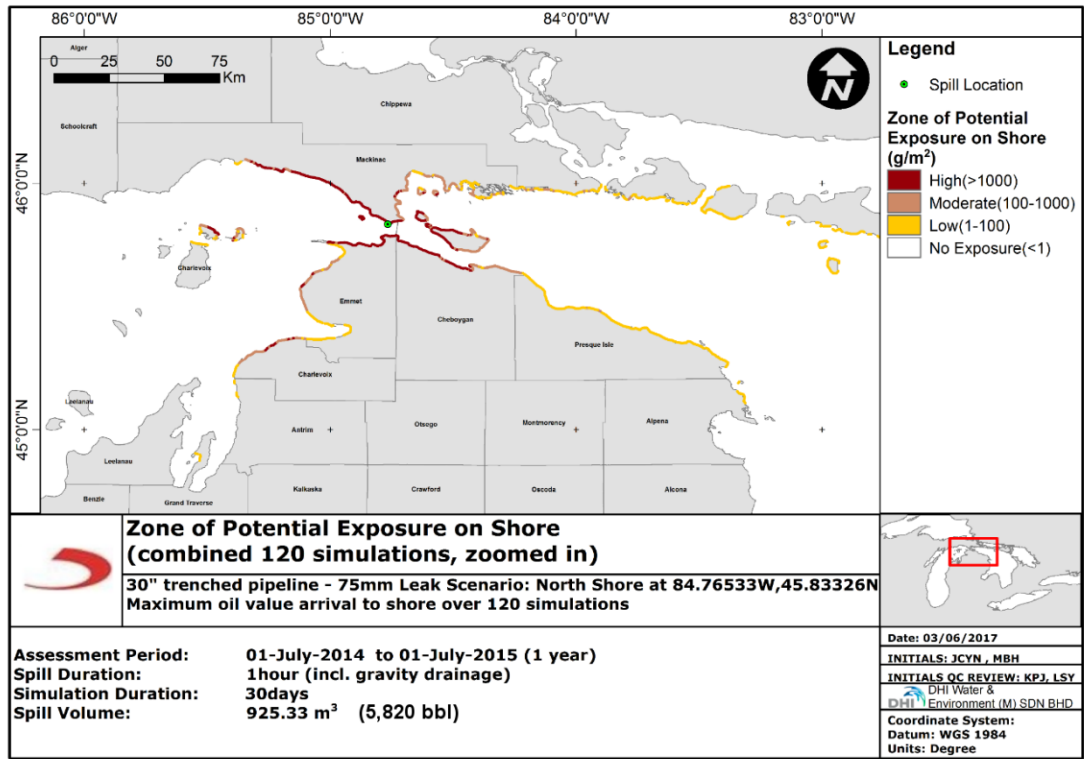 86°0'0"W 85°0'0"W 84°0'0"W 83°0'0"W
46°0'0"N
45°0'0"N
0 25 50 75
Km
N
Alger
Schoolcraft
Chippewa
Mackinac
Charlevoix
Emmet
Cheboygan
Presque Isle
Charlevoix
Leelanau
Antrim
Otsego
Montmorency
Alpena
Leelanau
Benzie
Grand Traverse
Kalkaska
Crawford
Oscoda
Alcona
Legend
Spill Location
Zone of Potential
Exposure on Shore
(g/m²)
High(>1000)
Moderate(100-1000)
Low(1-100)
No Exposure(<1)
Zone of Potential Exposure on Shore
(combined 120 simulations, zoomed in)
30" trenched pipeline - 75mm Leak Scenario: North Shore at 84.76533W,45.83326N
Maximum oil value arrival to shore over 120 simulations
Assessment Period: 01-July-2014 to 01-July-2015 (1 year)
Spill Duration: 1hour (incl. gravity drainage)
Simulation Duration: 30days
Spill Volume: 925.33 m³ (5,820 bbl)
Date: 03/06/2017
INITIALS: JCYN , MBH
INITIALS QC REVIEW: KPJ, LSY
DHI
DHI Water &
Environment (M) SDN BHD
Coordinate System:
Datum: WGS 1984
Units: Degree